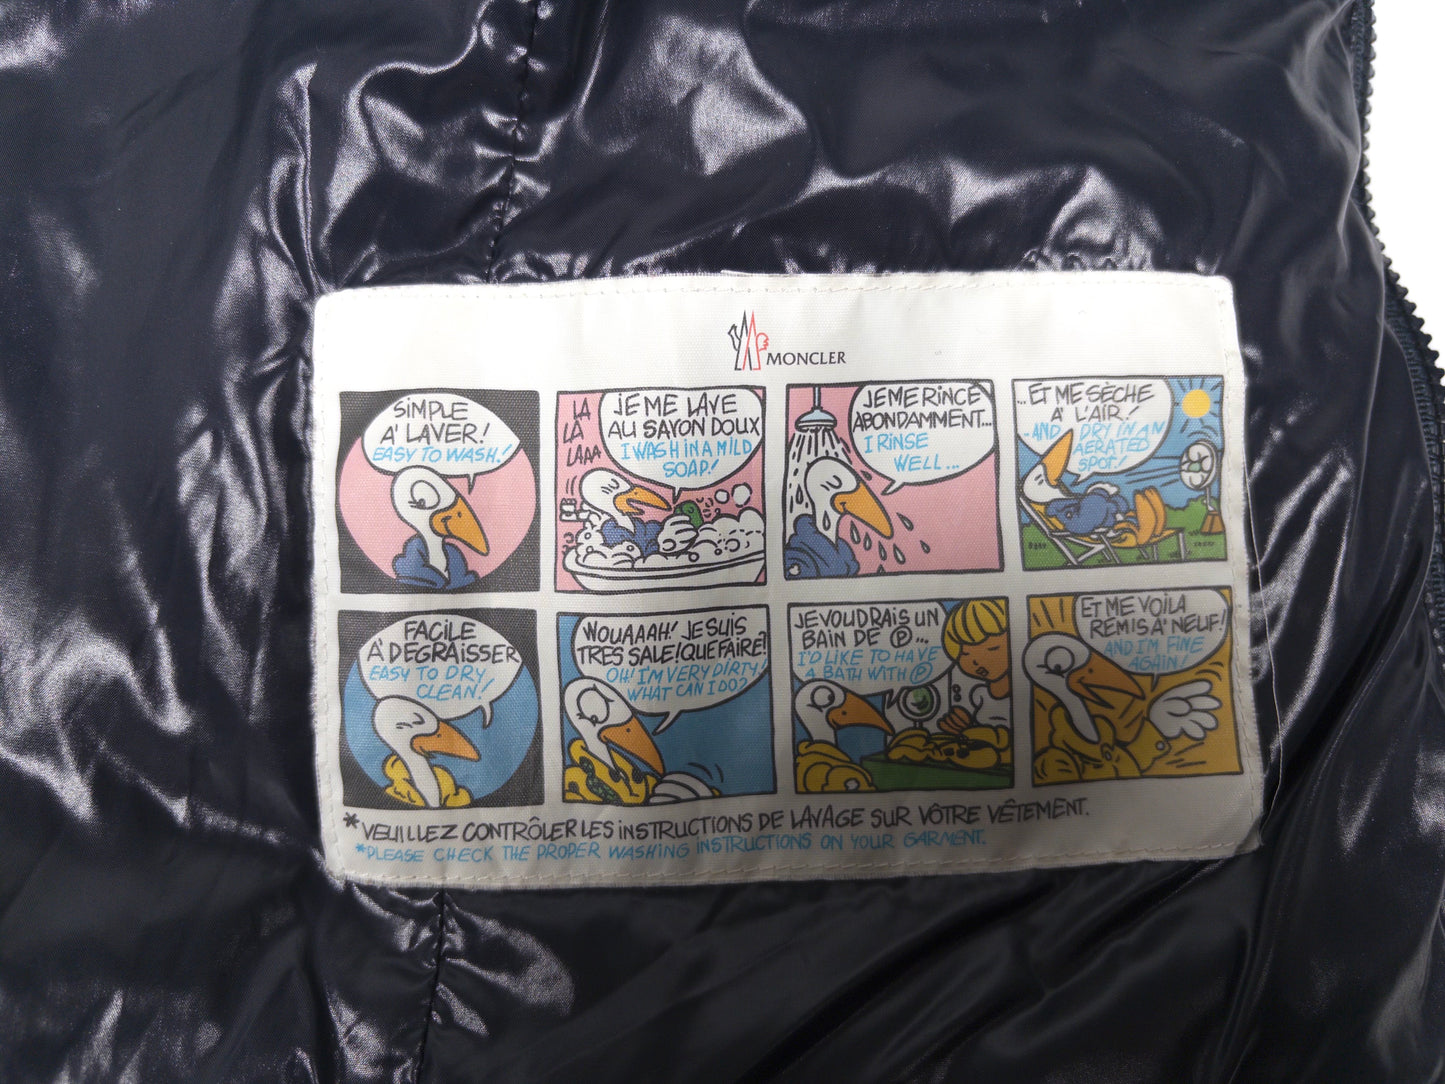 MONCLER
SIMPLE
A' LAVER!
EASY TO WASH!
LA
LÀ
LAAA
JE ME LAVE
AU SAVON DOUX
I WASH IN A MILD
SOAP!
JE ME RINCE
ABONDAMMENT...
I RINSE
WELL...
...ET ME SÈCHE
A' L'AIR!
...AND I DRY IN AN
AERATED
SPOT!
FACILE
A' DEGRAISSER
EASY TO DRY
CLEAN!
WOUAAAH! JE SUIS
TRES SALE! QUE FAIRE?
OH! I'M VERY DIRTY!
WHAT CAN I DO?
JE VOUDRAIS UN
BAIN DE Ⓟ...
I'D LIKE TO HAVE
A BATH WITH Ⓟ
ET ME VOILA
REMIS A' NEUF!
AND I'M FINE
AGAIN!
*VEUILLEZ CONTRÔLER LES INSTRUCTIONS DE LAVAGE SUR VÔTRE VÊTEMENT.
*PLEASE CHECK THE PROPER WASHING INSTRUCTIONS ON YOUR GARMENT.